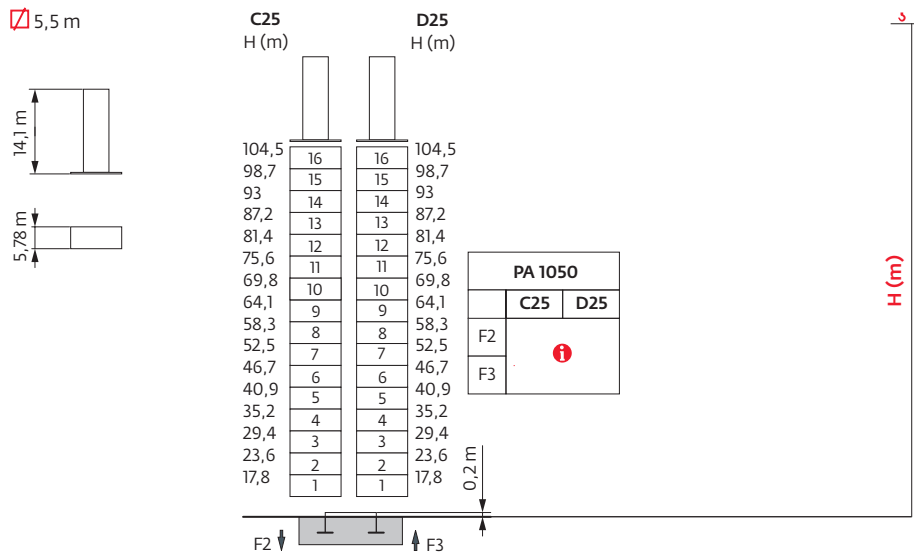 5,5 m
C25
H (m)
D25
H (m)
14,1 m
5,78 m
104,5 16 16 104,5
98,7 15 15 98,7
93 14 14 93
87,2 13 13 87,2
81,4 12 12 81,4
75,6 11 11 75,6
69,8 10 10 69,8
64,1 9 9 64,1
58,3 8 8 58,3
52,5 7 7 52,5
46,7 6 6 46,7
40,9 5 5 40,9
35,2 4 4 35,2
29,4 3 3 29,4
23,6 2 2 23,6
17,8 1 1 17,8
PA 1050
C25 D25
F2
i
F3
0,2 m
F2 F3
H (m)